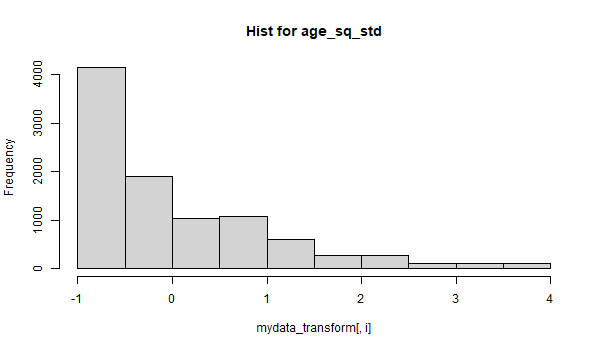 Hist for age_sq_std
Frequency
4000
3000
2000
1000
0
-1 0 1 2 3 4
mydata_transform[, i]